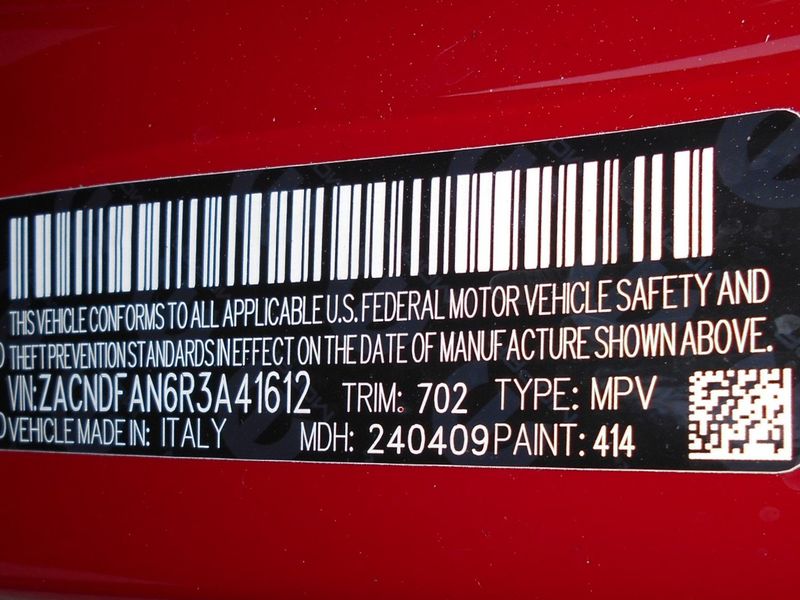 THIS VEHICLE CONFORMS TO ALL APPLICABLE U.S. FEDERAL MOTOR VEHICLE SAFETY AND
THEFT PREVENTION STANDARDS IN EFFECT ON THE DATE OF MANUFACTURE SHOWN ABOVE.
VIN:ZACNDFAN6R3A41612 TRIM: 702 TYPE: MPV
VEHICLE MADE IN: ITALY MDH: 240409 PAINT: 414